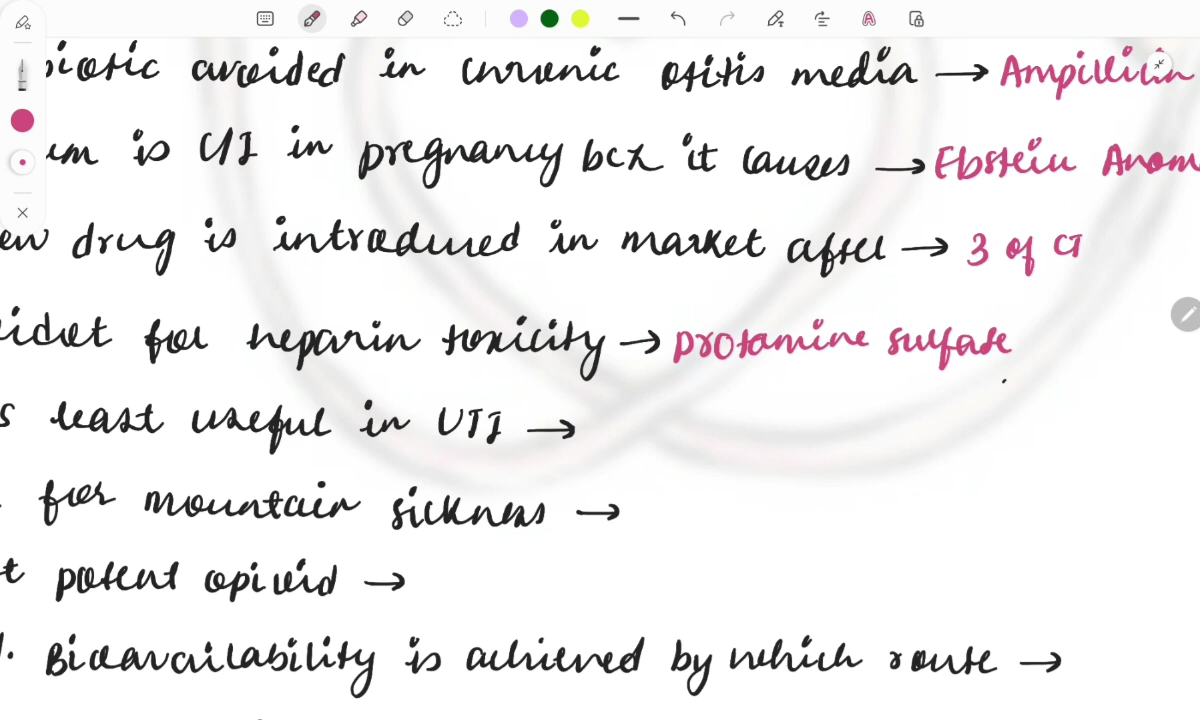 biotic avoided in chronic otitis media → Ampillicin
um is C/I in pregnancy bcz it causes → Ebstein Anom
ew drug is introduced in market after → 3 of CT
idot for heparin toxicity → protamine sulfate
s least useful in UTI →
for mountain sickness →
t potent opioid →
. Bioavailability is achieved by which route →